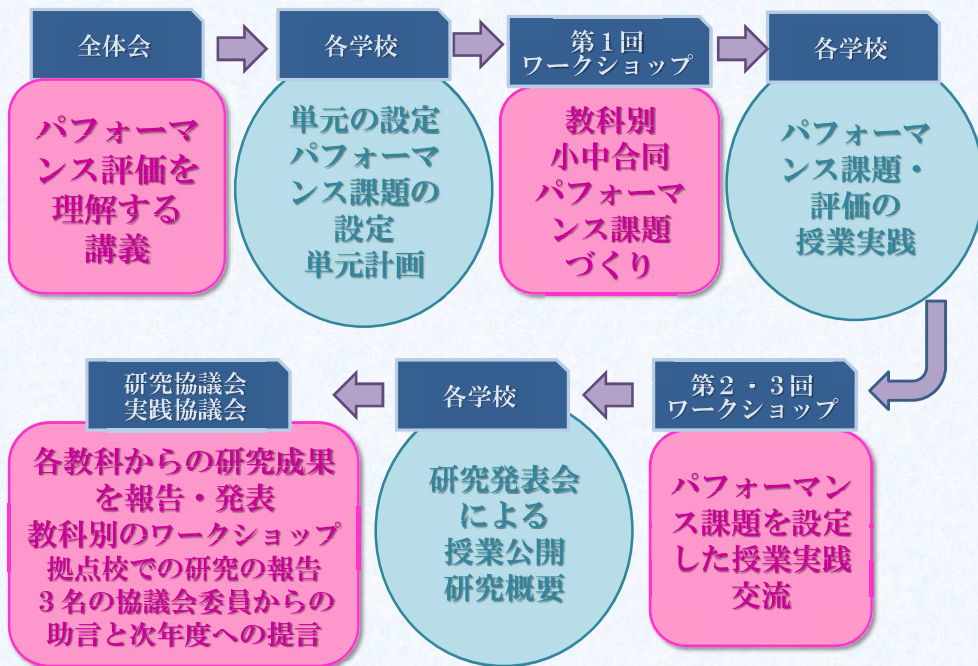 全体会
パフォーマ
ンス評価を
理解する
講義
各学校
単元の設定
パフォーマ
ンス課題の
設定
単元計画
第１回
ワークショップ
教科別
小中合同
パフォーマ
ンス課題
づくり
各学校
パフォーマ
ンス課題・
評価の
授業実践
第２・３回
ワークショップ
パフォーマン
ス課題を設定
した授業実践
交流
各学校
研究発表会
による
授業公開
研究概要
研究協議会
実践協議会
各教科からの研究成果
を報告・発表
教科別のワークショップ
拠点校での研究の報告
３名の協議会委員からの
助言と次年度への提言